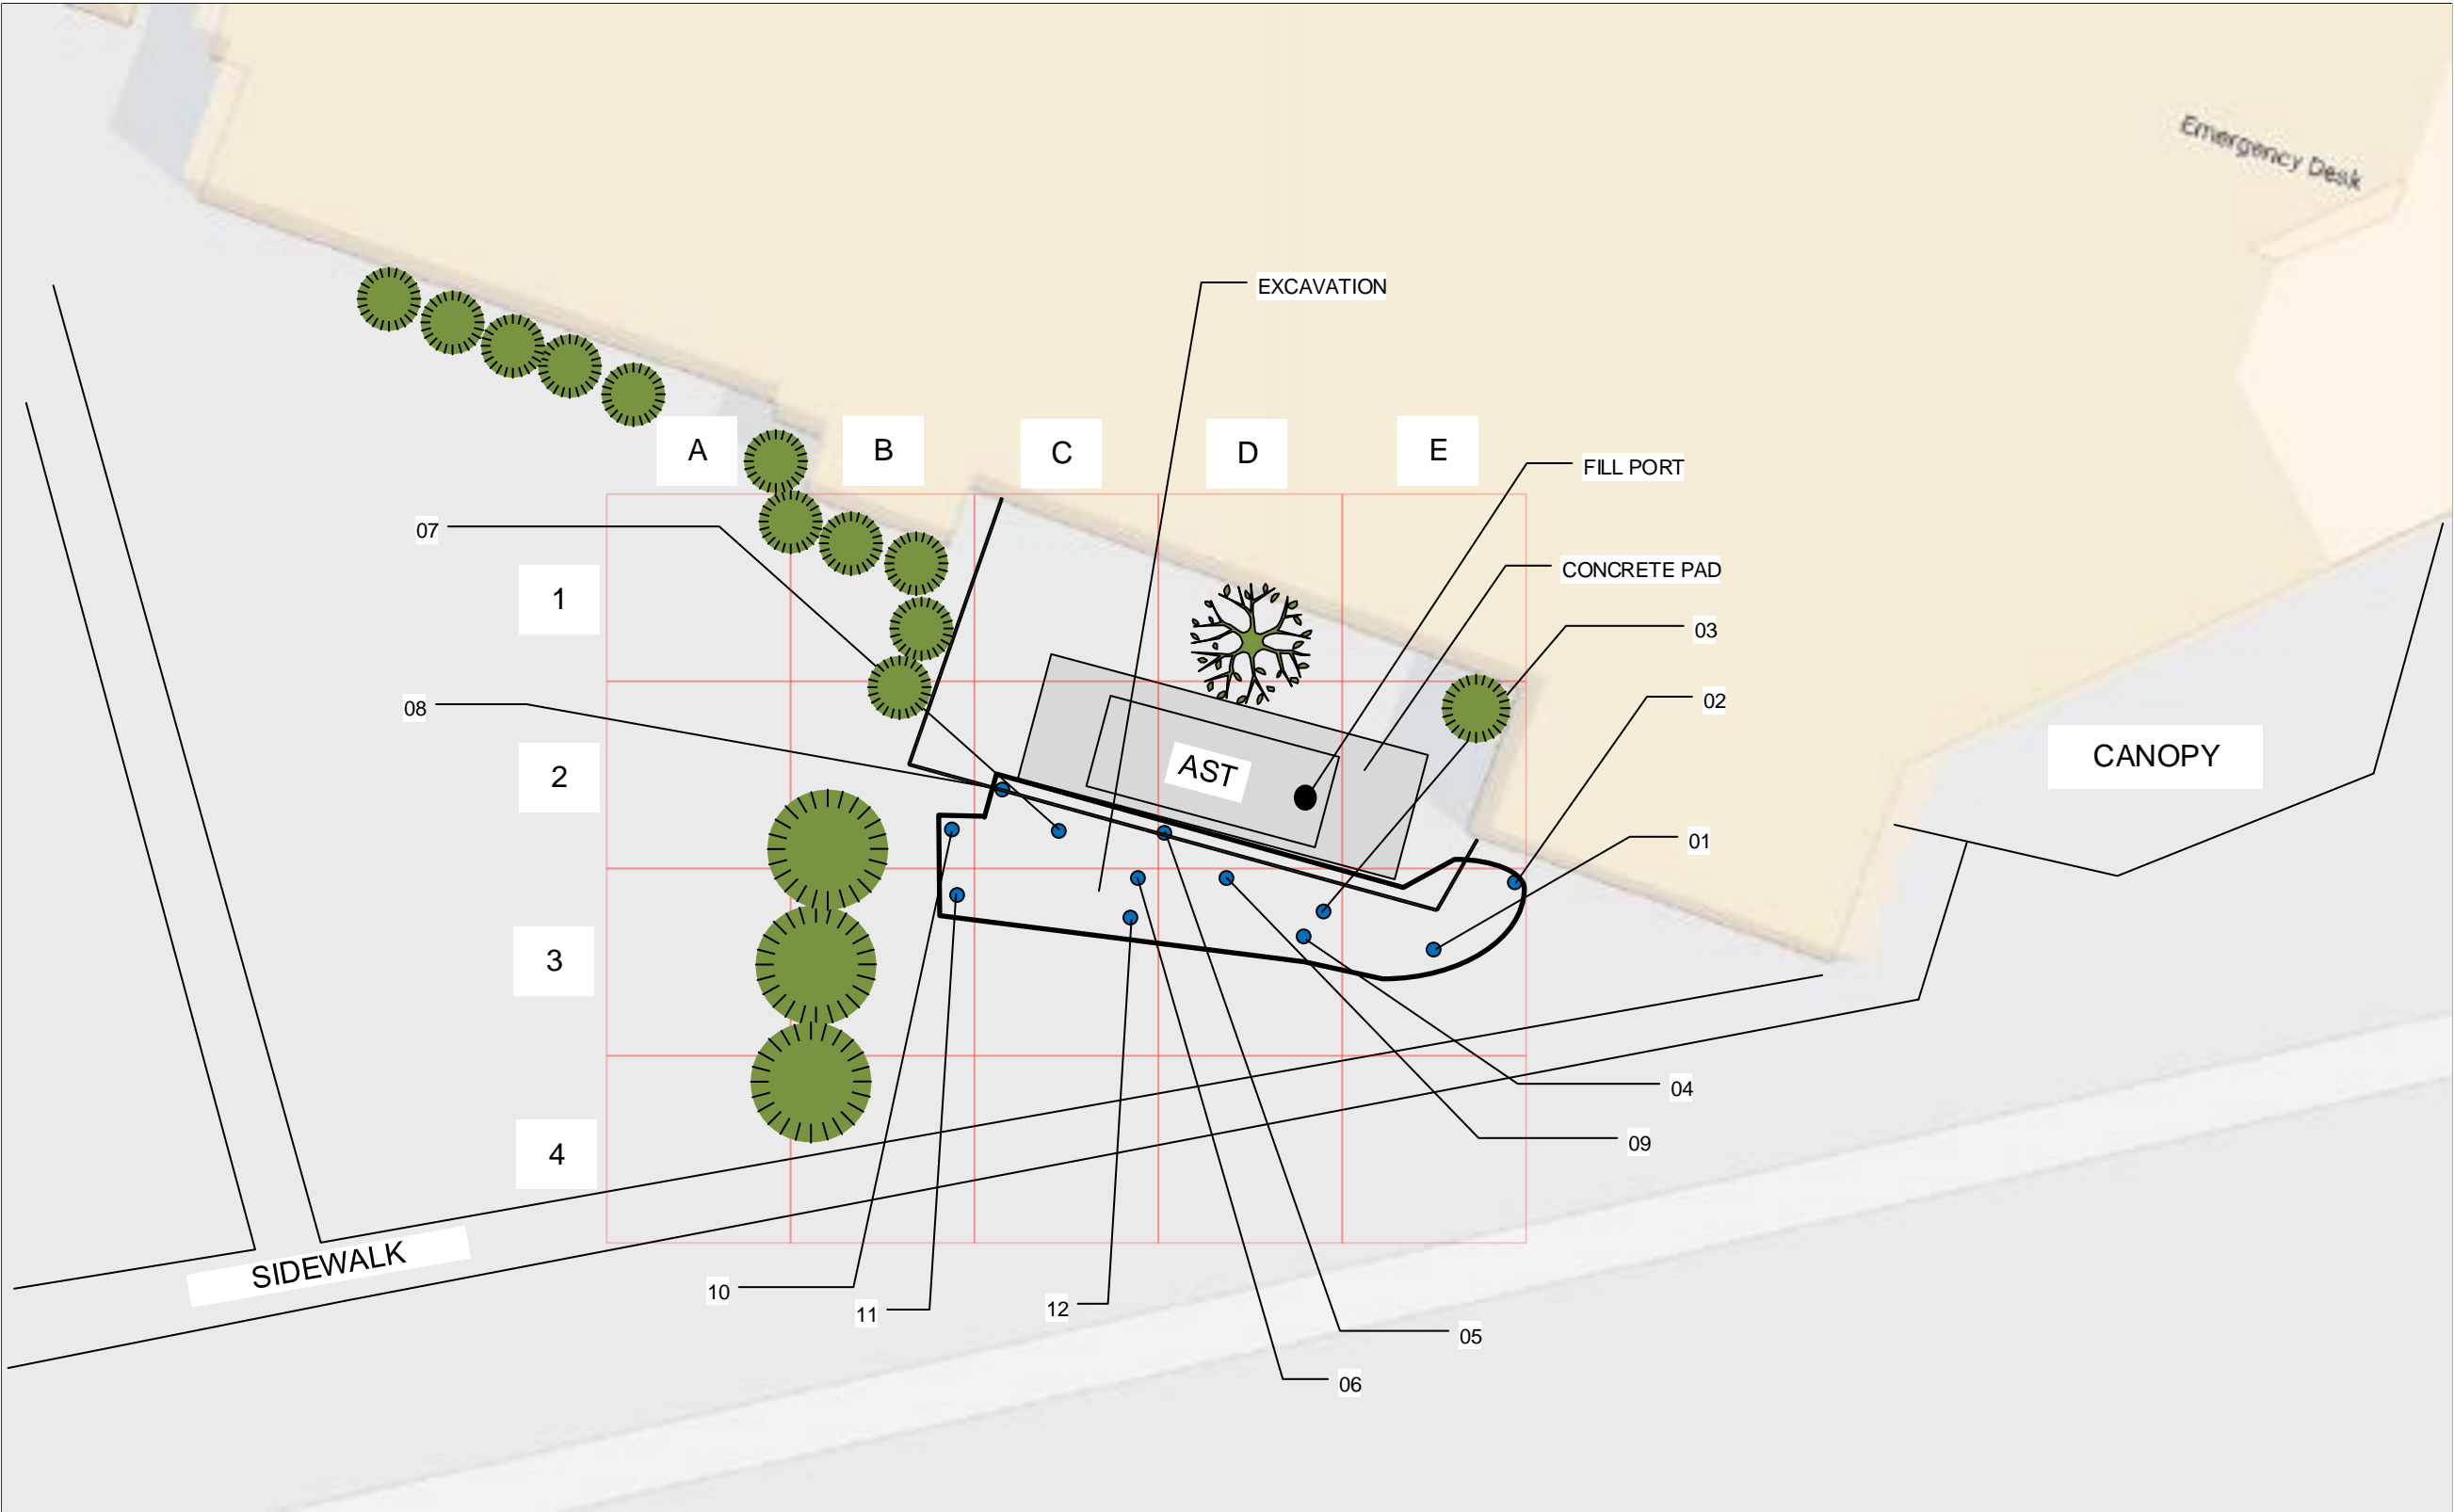 Emergency Desk
EXCAVATION
A
B
C
D
E
FILL PORT
07
CONCRETE PAD
1
03
08
02
2
AST
CANOPY
01
3
04
09
4
SIDEWALK
10
11
12
05
06